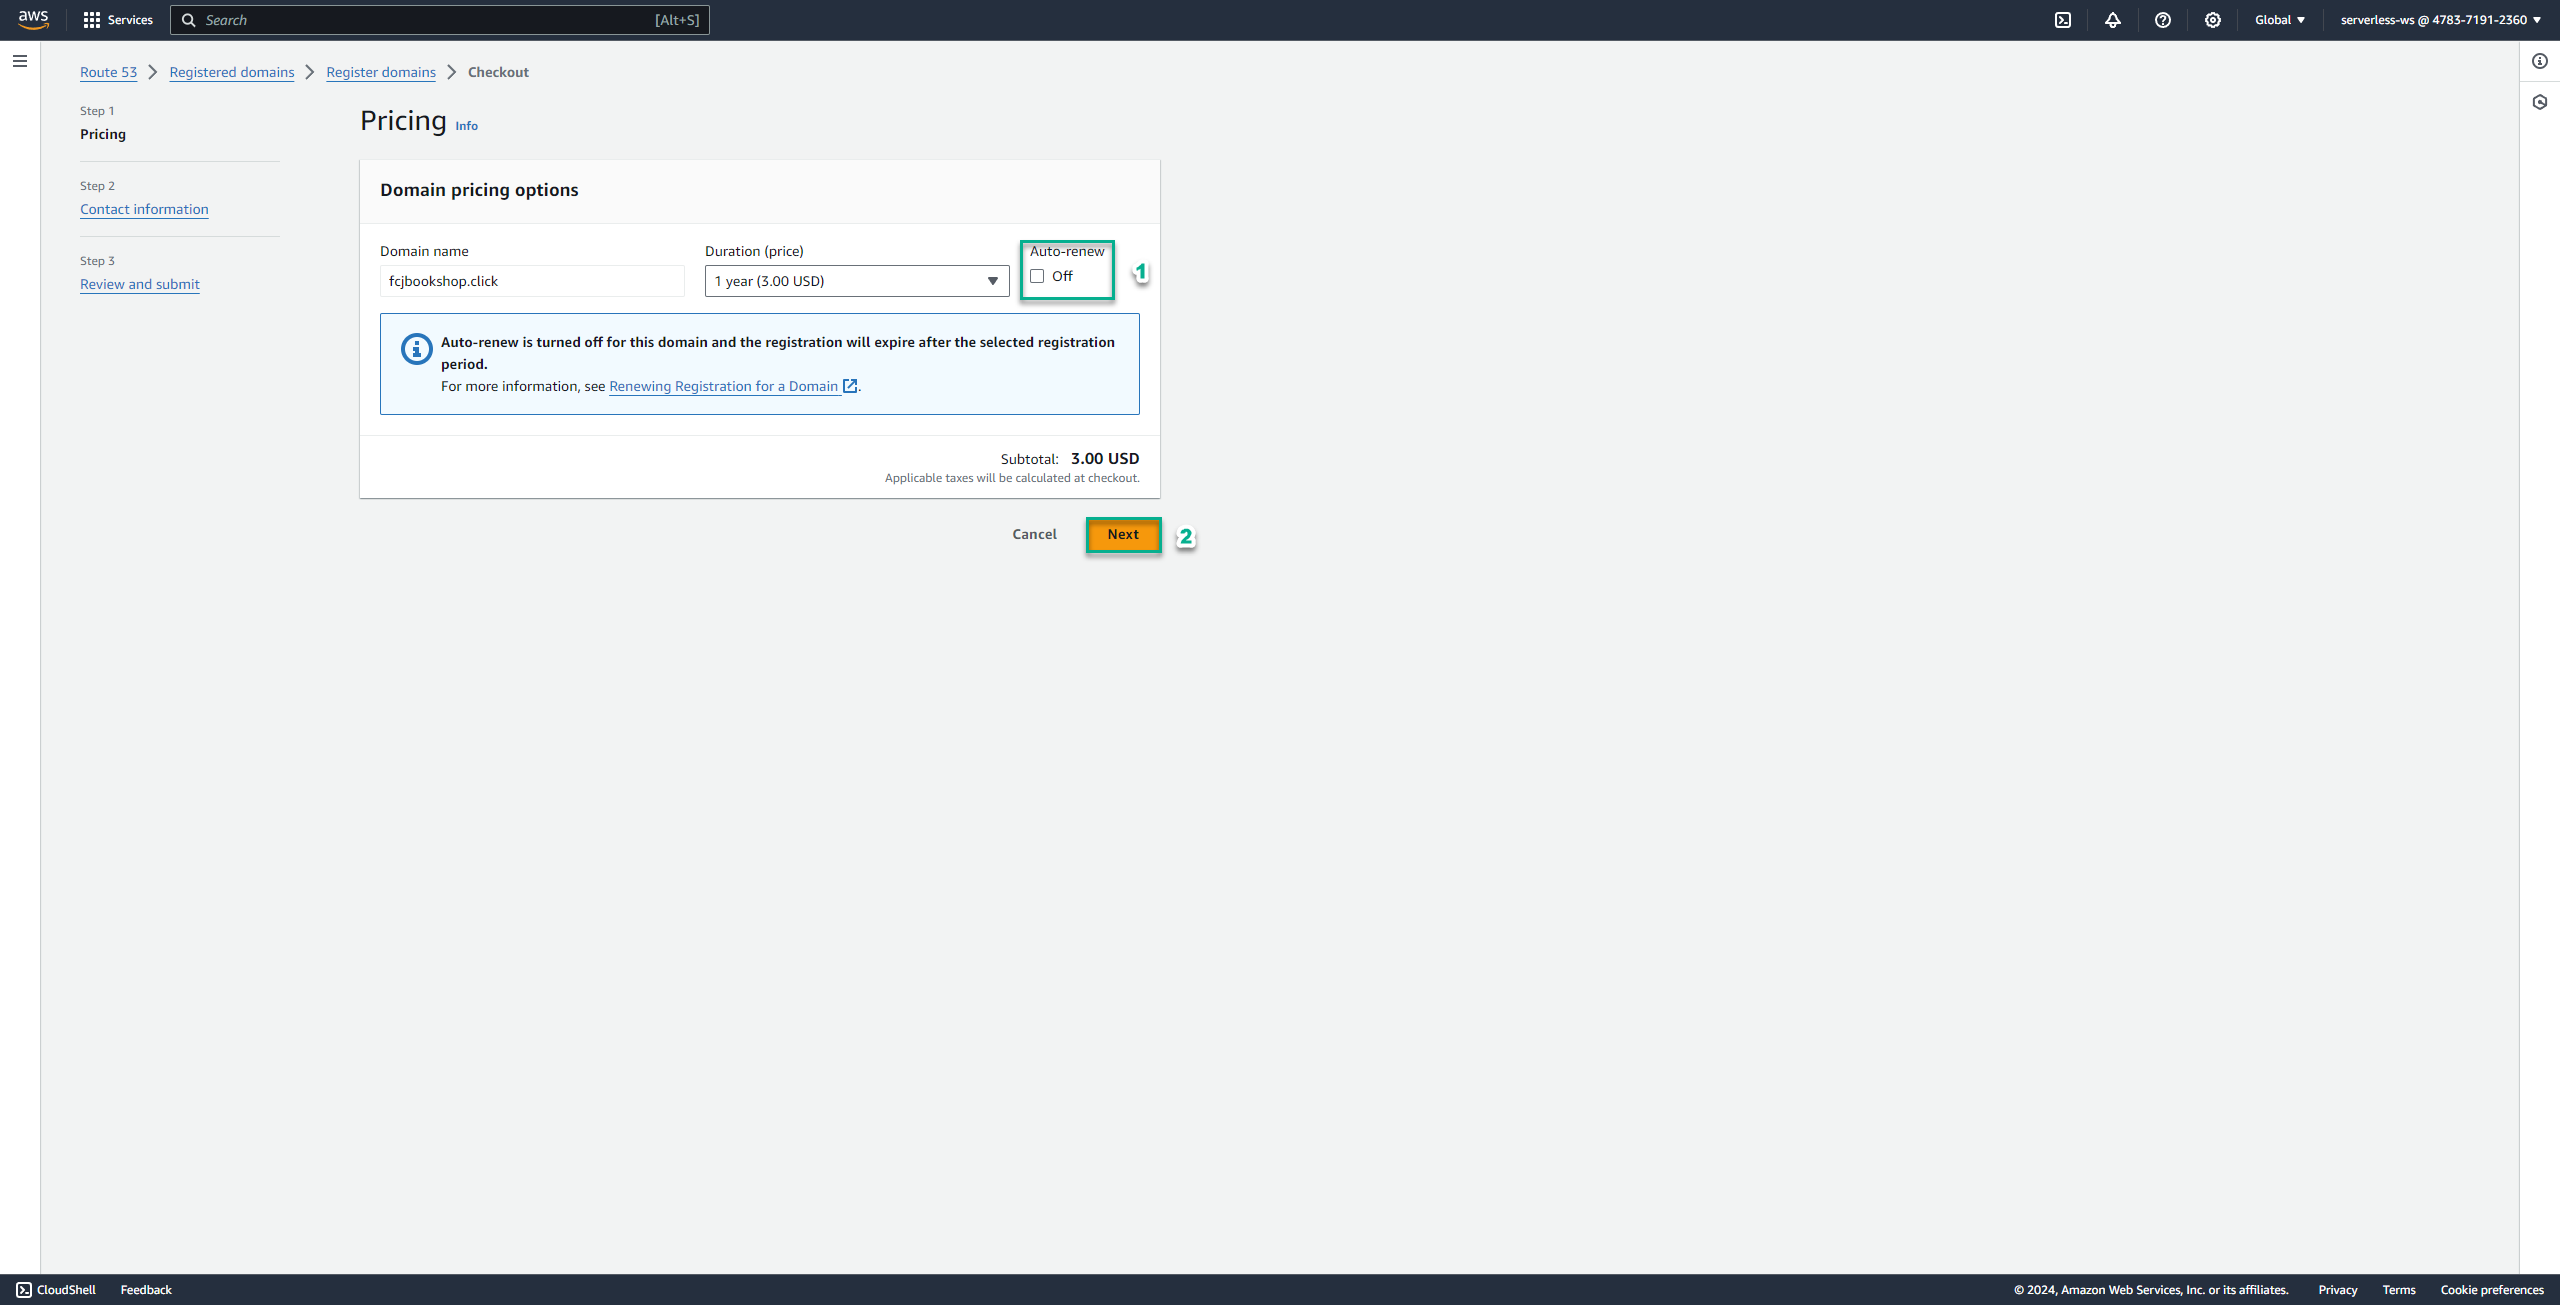 aws
Services
Search
[Alt+S]
Global
serverless-ws @ 4783-7191-2360
Route 53
Registered domains
Register domains
Checkout
Step 1
Pricing
Step 2
Contact information
Step 3
Review and submit
Pricing Info
Domain pricing options
Domain name
fcjbookshop.click
Duration (price)
1 year (3.00 USD)
Auto-renew
Off
1
Auto-renew is turned off for this domain and the registration will expire after the selected registration
period.
For more information, see Renewing Registration for a Domain .
Subtotal: 3.00 USD
Applicable taxes will be calculated at checkout.
Cancel
Next
2
CloudShell
Feedback
© 2024, Amazon Web Services, Inc. or its affiliates.
Privacy
Terms
Cookie preferences